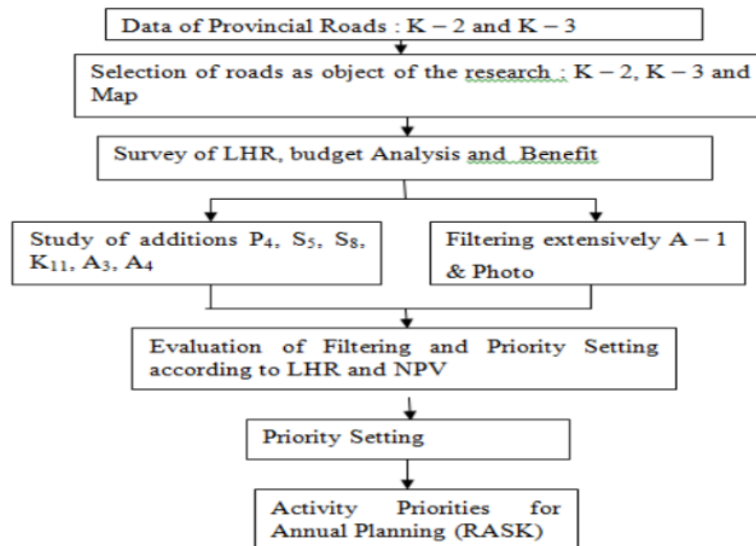 Data of Provincial Roads : K – 2 and K – 3
Selection of roads as object of the research : K – 2, K – 3 and
Map
Survey of LHR, budget Analysis and Benefit
Study of additions P₄, S₅, S₈,
K₁₁, A₃, A₄
Filtering extensively A – 1
& Photo
Evaluation of Filtering and Priority Setting
according to LHR and NPV
Priority Setting
Activity Priorities for
Annual Planning (RASK)